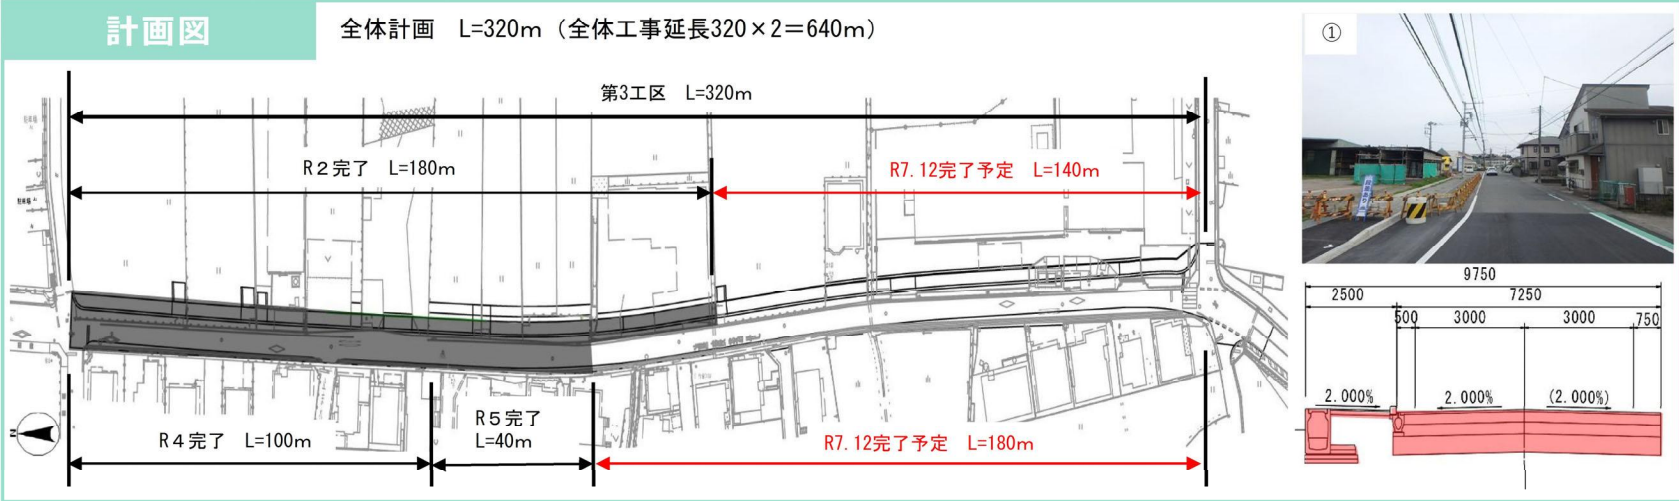 計画図
全体計画　L=320m（全体工事延長320×2＝640m）
第3工区　L=320m
R２完了　L=180m
R7.12完了予定　L=140m
R４完了　L=100m
R５完了
L=40m
R7.12完了予定　L=180m
①
9750
2500
7250
500
3000
3000
750
2.000%
2.000%
(2.000%)